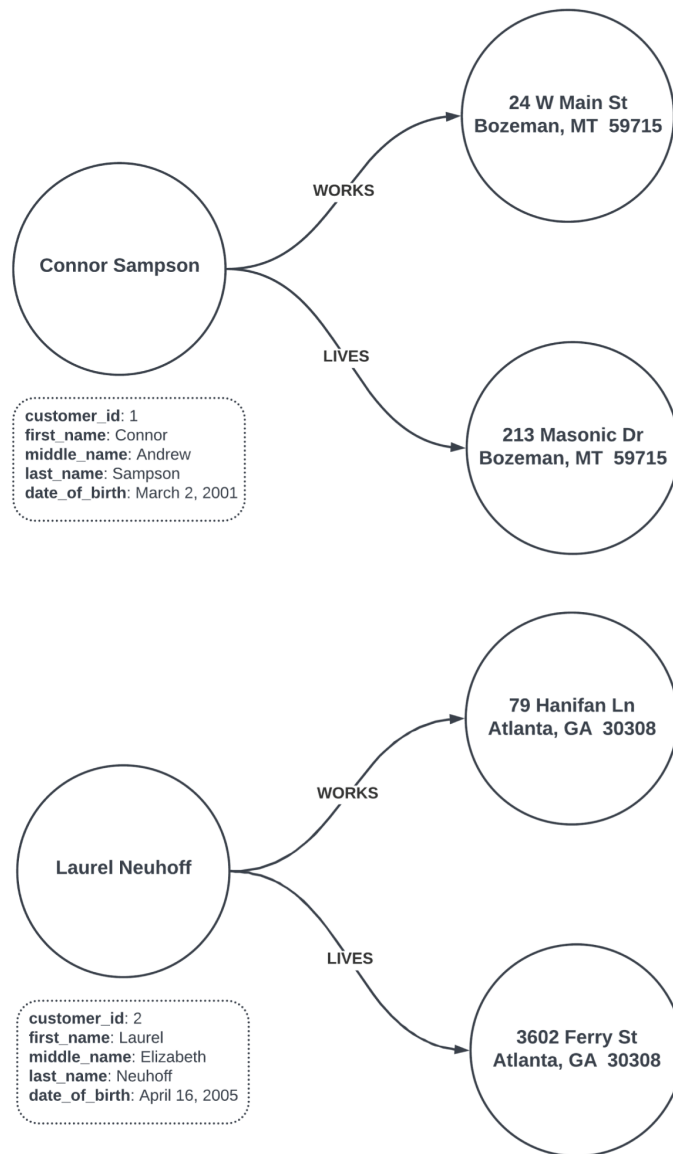 24 W Main St
Bozeman, MT  59715
WORKS
Connor Sampson
LIVES
213 Masonic Dr
Bozeman, MT  59715
customer_id: 1
first_name: Connor
middle_name: Andrew
last_name: Sampson
date_of_birth: March 2, 2001
79 Hanifan Ln
Atlanta, GA  30308
WORKS
Laurel Neuhoff
LIVES
3602 Ferry St
Atlanta, GA  30308
customer_id: 2
first_name: Laurel
middle_name: Elizabeth
last_name: Neuhoff
date_of_birth: April 16, 2005